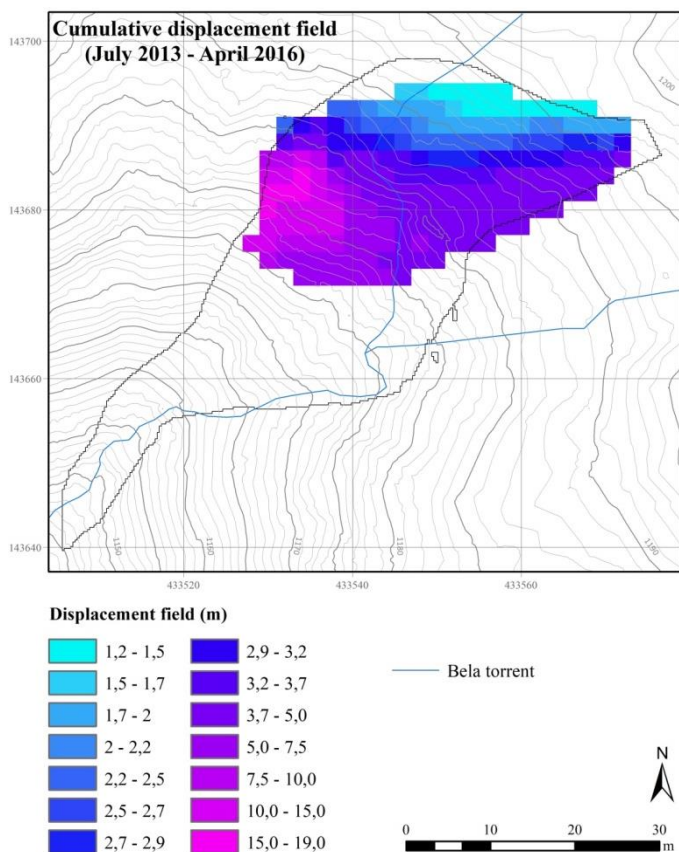 Cumulative displacement field
(July 2013 - April 2016)
143700
143680
143660
143640
1200
1150
1160
1170
1180
1190
433520
433540
433560
Displacement field (m)
1,2 - 1,5
1,5 - 1,7
1,7 - 2
2 - 2,2
2,2 - 2,5
2,5 - 2,7
2,7 - 2,9
2,9 - 3,2
3,2 - 3,7
3,7 - 5,0
5,0 - 7,5
7,5 - 10,0
10,0 - 15,0
15,0 - 19,0
Bela torrent
N
0 10 20 30
m